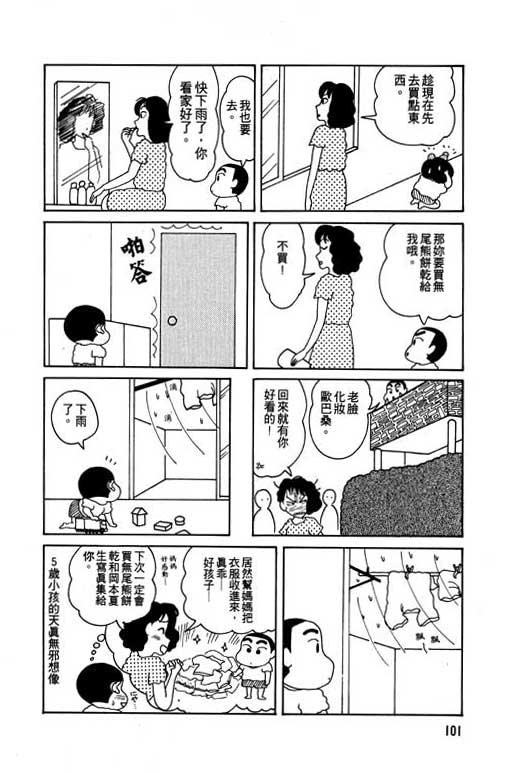 趁現在先
去買點東
西。
我也要
去。
快下雨了，你
看家好了。
那妳要買無
尾熊餅乾給
我哦。
不買！
啪答
老臉
化妝
歐巴桑。
回來就有你
好看的！
滴
滴
下雨
了。
飄
飄
居然幫媽媽把
衣服收進來，
真乖—
好孩子
媽媽
好感動—
下次一定會
買無尾熊餅
乾和岡本夏
生寫真集給
你。
5歲小孩的天真無邪想像
101